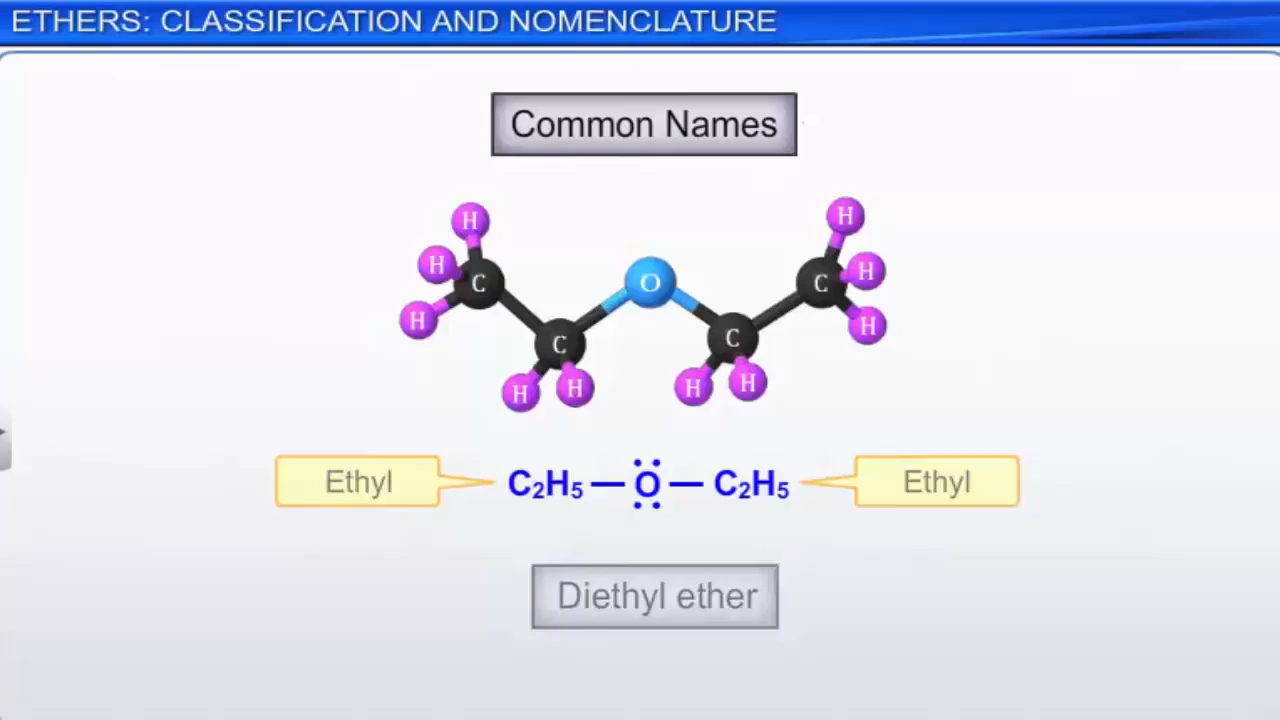 ETHERS: CLASSIFICATION AND NOMENCLATURE
Common Names
H H
H C O C H
H C C H
H H H H
Ethyl C₂H₅ — Ö — C₂H₅ Ethyl
Diethyl ether